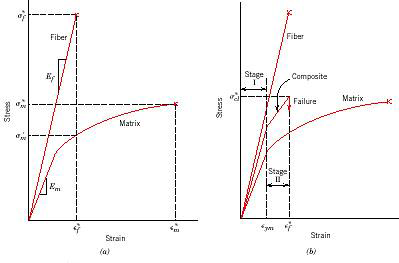 σ*f
Fiber
Ef
σ*m
Matrix
σ'm
Em
Stress
ϵ*f
ϵ*m
Strain
(a)
Fiber
Stage
I
Composite
σ*cl
Failure
Matrix
Stress
Stage
II
ϵym
ϵ*f
Strain
(b)